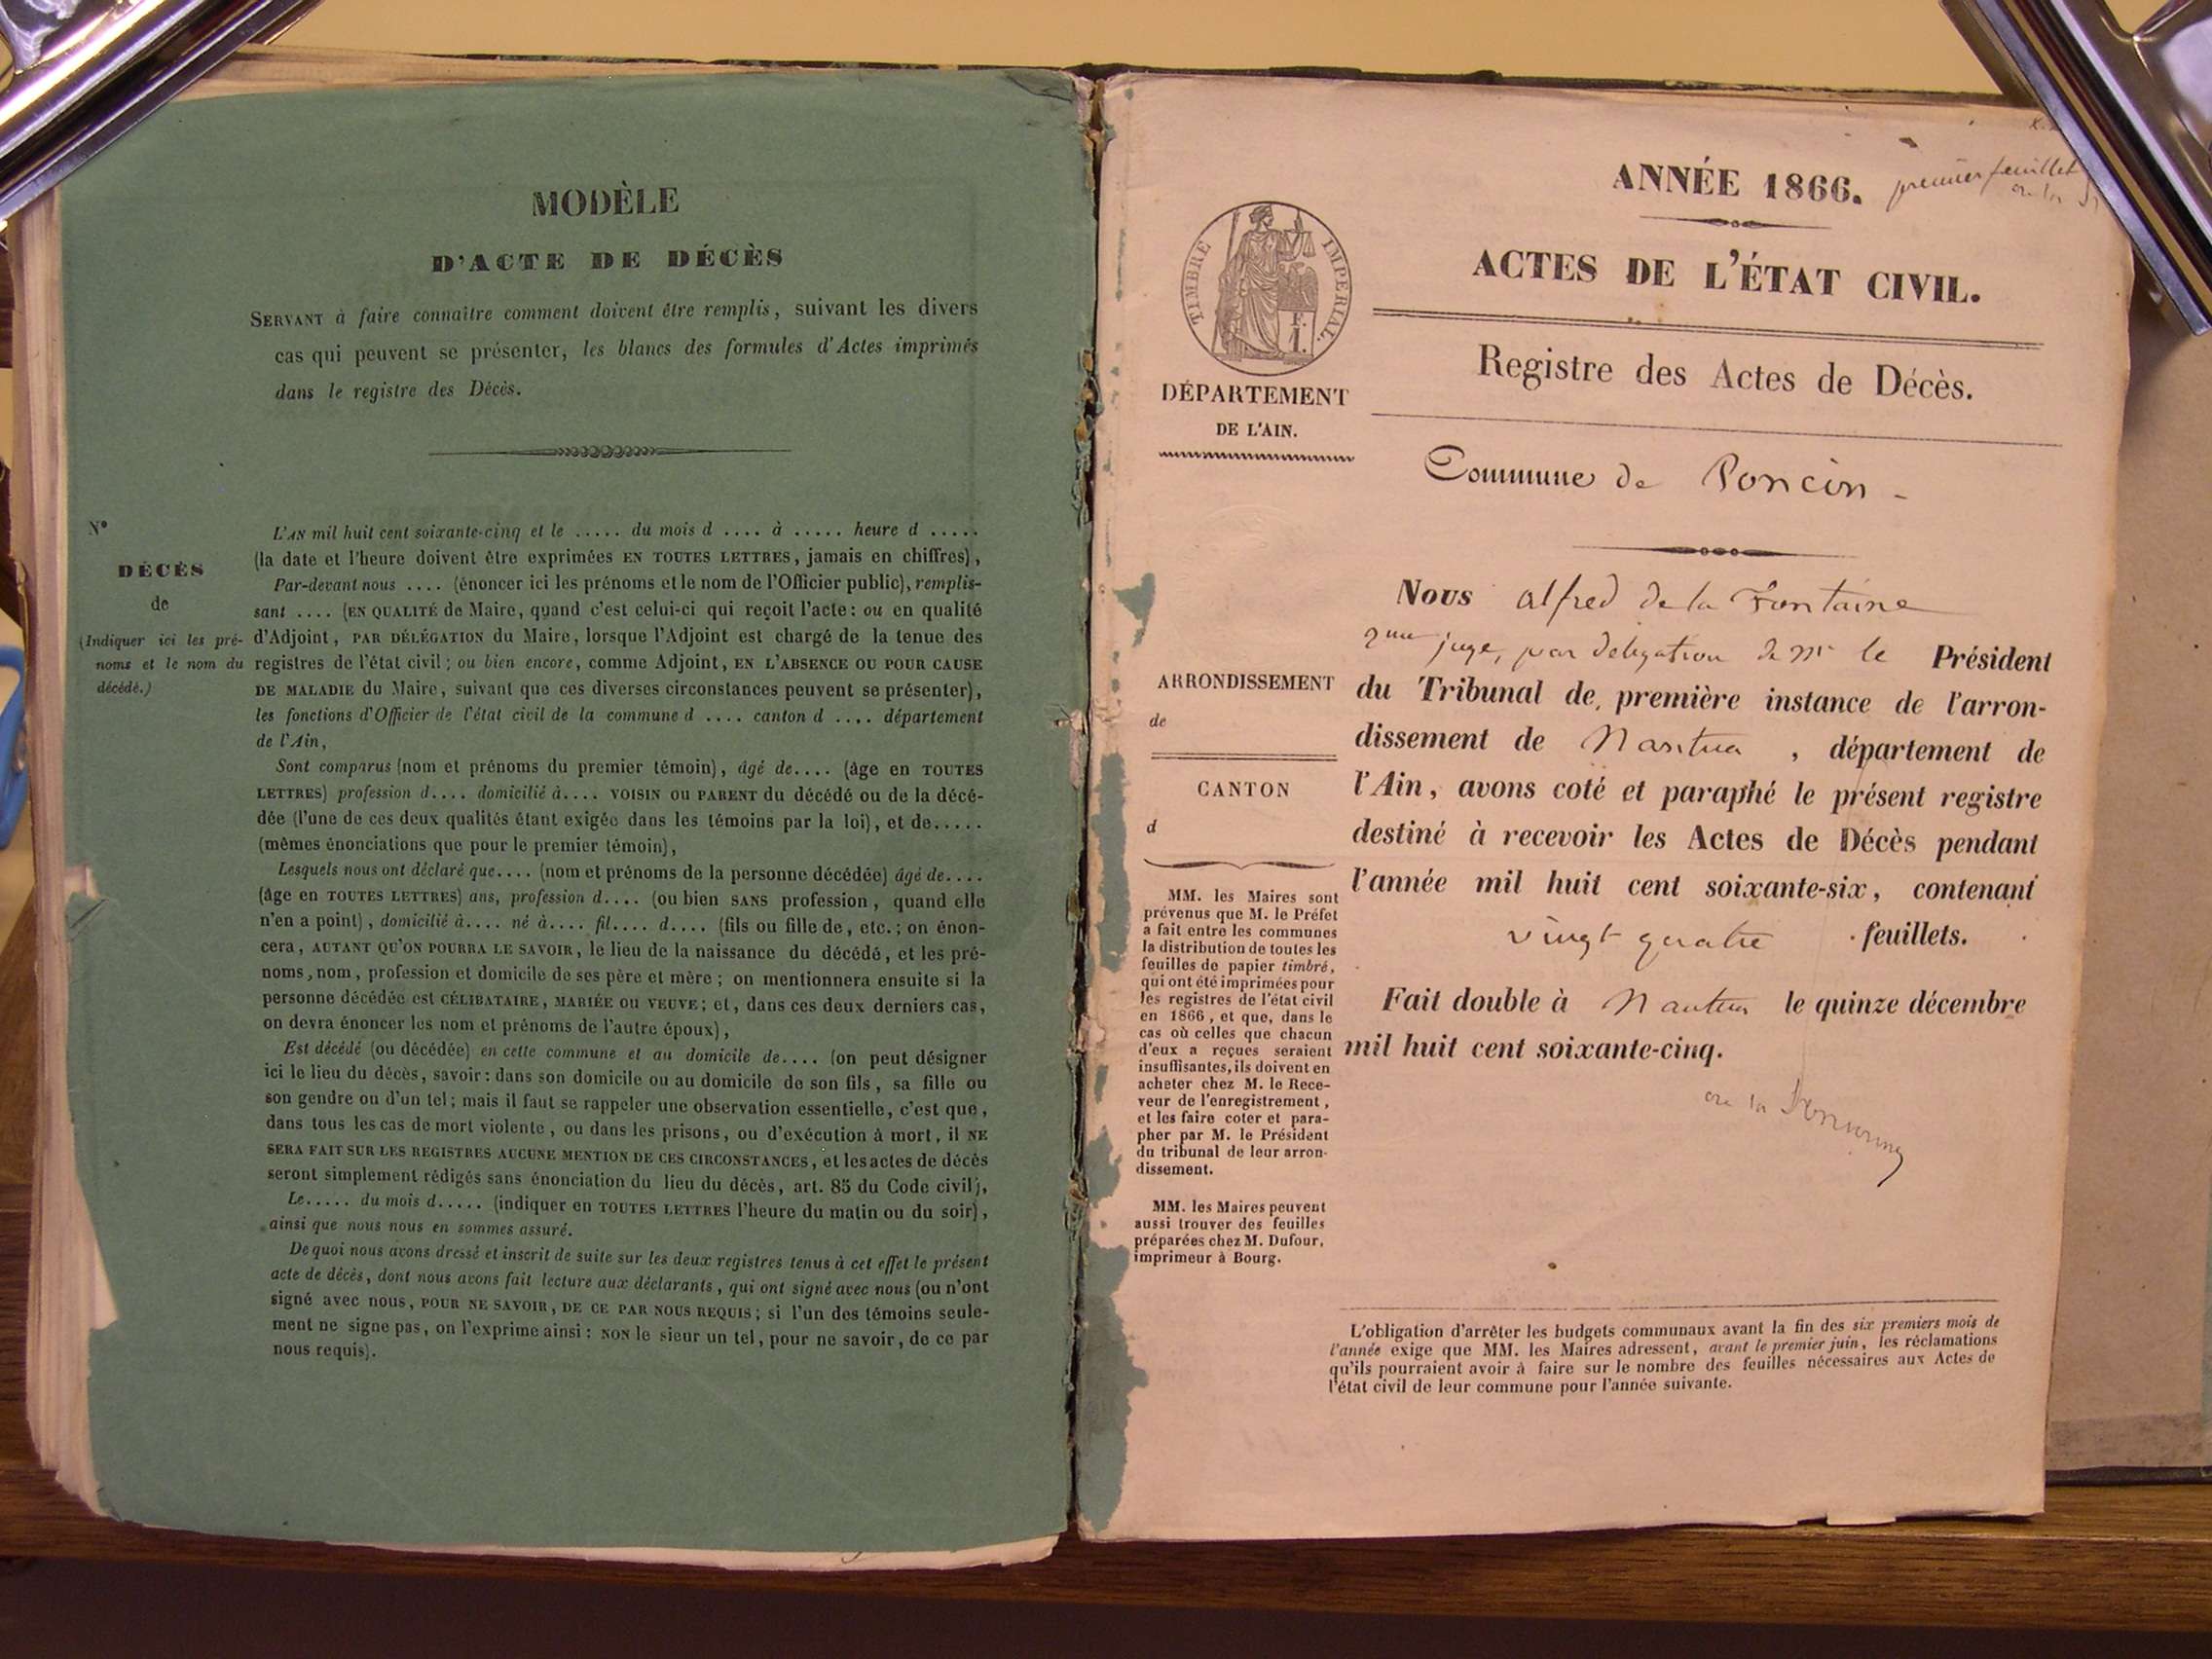 MODÈLE
D'ACTE DE DÉCÈS
SERVANT à faire connaître comment doivent être remplis, suivant les divers
cas qui peuvent se présenter, les blancs des formules d'Actes imprimés
dans le registre des Décès.
N°
DÉCÈS
de
(Indiquer ici les pré-
noms et le nom du
décédé.)
L'AN mil huit cent soixante-cinq et le ..... du mois d .... à ..... heure d .....
(la date et l'heure doivent être exprimées EN TOUTES LETTRES, jamais en chiffres),
Par-devant nous .... (énoncer ici les prénoms et le nom de l'Officier public), remplis-
sant .... (EN QUALITÉ de Maire, quand c'est celui-ci qui reçoit l'acte: ou en qualité
d'Adjoint, PAR DÉLÉGATION du Maire, lorsque l'Adjoint est chargé de la tenue des
registres de l'état civil; ou bien encore, comme Adjoint, EN L'ABSENCE OU POUR CAUSE
DE MALADIE du Maire, suivant que ces diverses circonstances peuvent se présenter),
les fonctions d'Officier de l'état civil de la commune d .... canton d .... département
de l'Ain,
Sont comparus (nom et prénoms du premier témoin), âgé de.... (âge en TOUTES
LETTRES) profession d.... domicilié à.... VOISIN OU PARENT du décédé ou de la décé-
dée (l'une de ces deux qualités étant exigée dans les témoins par la loi), et de.....
(mêmes énonciations que pour le premier témoin),
Lesquels nous ont déclaré que.... (nom et prénoms de la personne décédée) âgé de....
(âge en TOUTES LETTRES) ans, profession d.... (ou bien SANS profession, quand elle
n'en a point), domicilié à.... né à.... fil.... d.... (fils ou fille de, etc.; on énon-
cera, AUTANT QU'ON POURRA LE SAVOIR, le lieu de la naissance du décédé, et les pré-
noms, nom, profession et domicile de ses père et mère; on mentionnera ensuite si la
personne décédée est CÉLIBATAIRE, MARIÉE OU VEUVE; et, dans ces deux derniers cas,
on devra énoncer les nom et prénoms de l'autre époux),
Est décédé (ou décédée) en cette commune et au domicile de.... (on peut désigner
ici le lieu du décès, savoir: dans son domicile ou au domicile de son fils, sa fille ou
son gendre ou d'un tel; mais il faut se rappeler une observation essentielle, c'est que,
dans tous les cas de mort violente, ou dans les prisons, ou d'exécution à mort, il NE
SERA FAIT SUR LES REGISTRES AUCUNE MENTION DE CES CIRCONSTANCES, et les actes de décès
seront simplement rédigés sans énonciation du lieu du décès, art. 85 du Code civil),
Le..... du mois d..... (indiquer en TOUTES LETTRES l'heure du matin ou du soir),
ainsi que nous nous en sommes assuré.
De quoi nous avons dressé et inscrit de suite sur les deux registres tenus à cet effet le présent
acte de décès, dont nous avons fait lecture aux déclarants, qui ont signé avec nous (ou n'ont
signé avec nous, POUR NE SAVOIR, DE CE PAR NOUS REQUIS; si l'un des témoins seule-
ment ne signe pas, on l'exprime ainsi: NON le sieur un tel, pour ne savoir, de ce par
nous requis).
ANNÉE 1866.
premier feuillet
TIMBRE IMPÉRIAL.
ACTES DE L'ÉTAT CIVIL.
Registre des Actes de Décès.
DÉPARTEMENT
DE L'AIN.
Commune de Poncin
Nous alfred de la Fontaine
juge, par délégation de Mr le Président
du Tribunal de première instance de l'arron-
dissement de Nantua, département de
l'Ain, avons coté et paraphé le présent registre
destiné à recevoir les Actes de Décès pendant
l'année mil huit cent soixante-six, contenant
vingt quatre feuillets.
Fait double à Nantua le quinze décembre
mil huit cent soixante-cinq.
ARRONDISSEMENT
de
CANTON
d
MM. les Maires sont
prévenus que M. le Préfet
a fait entre les communes
la distribution de toutes les
feuilles de papier timbré,
qui ont été imprimées pour
les registres de l'état civil
en 1866, et que, dans le
cas où celles que chacun
d'eux a reçues seraient
insuffisantes, ils doivent en
acheter chez M. le Rece-
veur de l'enregistrement,
et les faire coter et para-
pher par M. le Président
du tribunal de leur arron-
dissement.
MM. les Maires peuvent
aussi trouver des feuilles
préparées chez M. Dufour,
imprimeur à Bourg.
L'obligation d'arrêter les budgets communaux avant la fin des six premiers mois de
l'année exige que MM. les Maires adressent, avant le premier juin, les réclamations
qu'ils pourraient avoir à faire sur le nombre des feuilles nécessaires aux Actes de
l'état civil de leur commune pour l'année suivante.